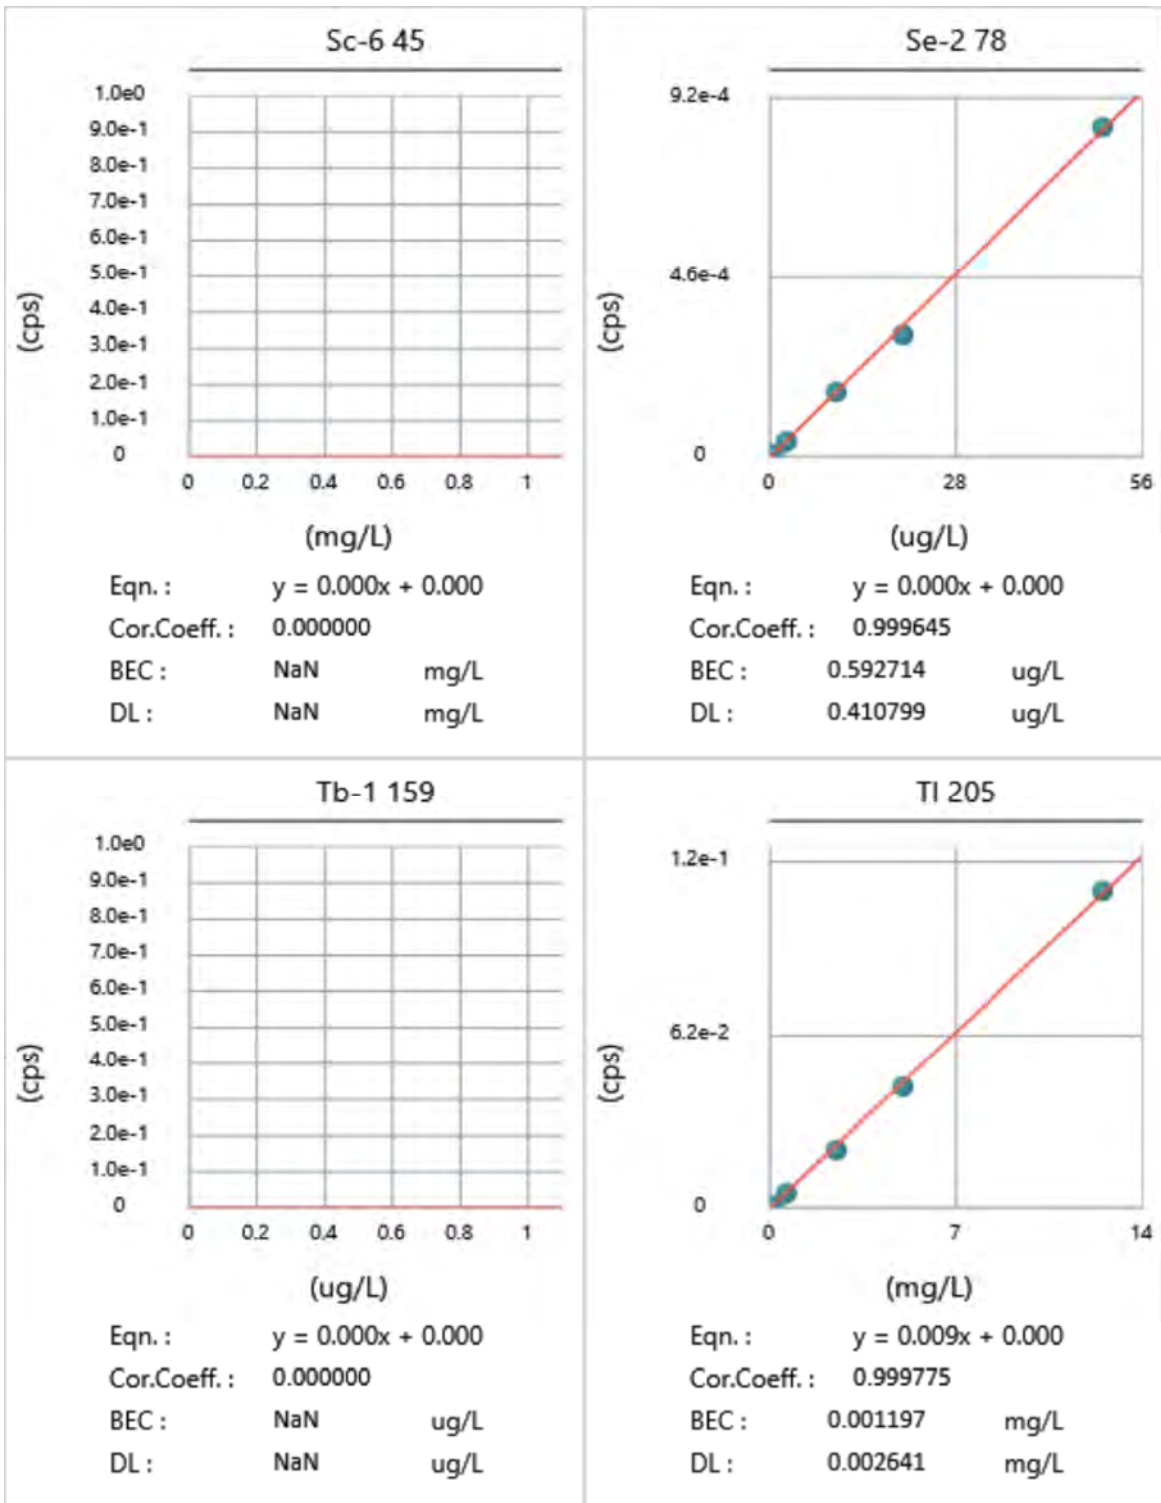 Sc-6 45
1.0e0
9.0e-1
8.0e-1
7.0e-1
6.0e-1
5.0e-1
4.0e-1
3.0e-1
2.0e-1
1.0e-1
0
(cps)
0 0.2 0.4 0.6 0.8 1
(mg/L)
Eqn. : y = 0.000x + 0.000
Cor.Coeff. : 0.000000
BEC : NaN mg/L
DL : NaN mg/L
Se-2 78
9.2e-4
4.6e-4
0
(cps)
0 28 56
(ug/L)
Eqn. : y = 0.000x + 0.000
Cor.Coeff. : 0.999645
BEC : 0.592714 ug/L
DL : 0.410799 ug/L
Tb-1 159
1.0e0
9.0e-1
8.0e-1
7.0e-1
6.0e-1
5.0e-1
4.0e-1
3.0e-1
2.0e-1
1.0e-1
0
(cps)
0 0.2 0.4 0.6 0.8 1
(ug/L)
Eqn. : y = 0.000x + 0.000
Cor.Coeff. : 0.000000
BEC : NaN ug/L
DL : NaN ug/L
Tl 205
1.2e-1
6.2e-2
0
(cps)
0 7 14
(mg/L)
Eqn. : y = 0.009x + 0.000
Cor.Coeff. : 0.999775
BEC : 0.001197 mg/L
DL : 0.002641 mg/L